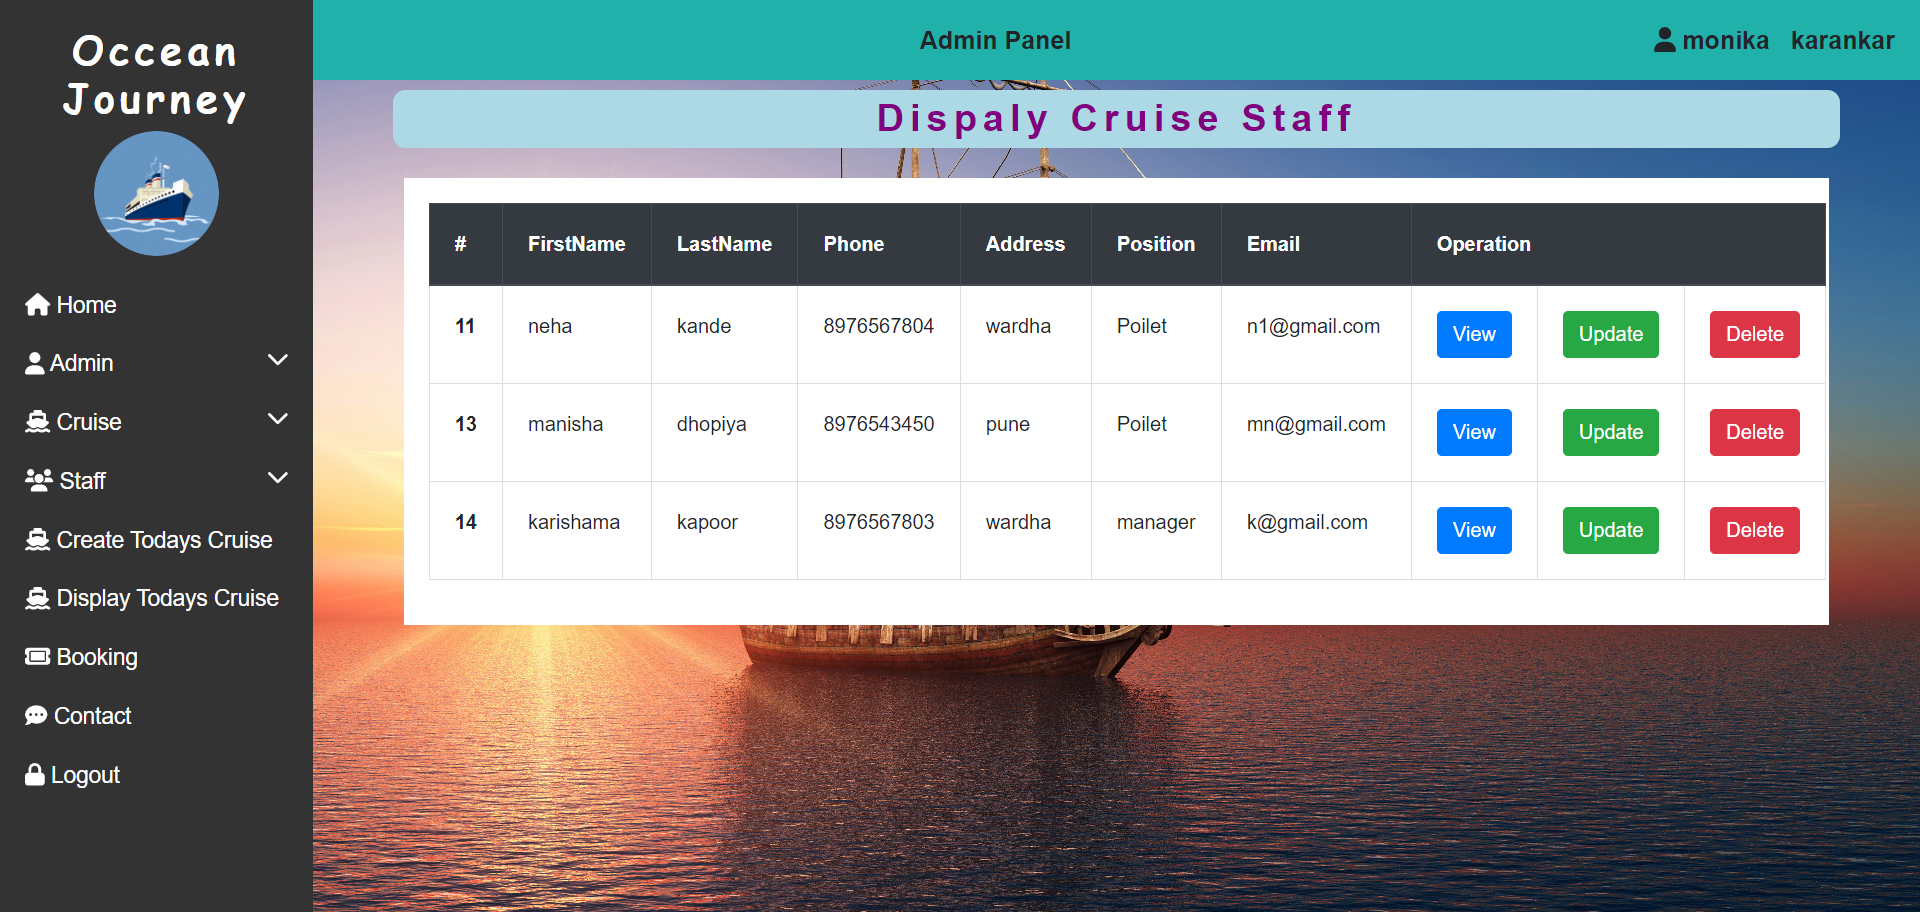 Occean
Journey
Home
Admin
Cruise
Staff
Create Todays Cruise
Display Todays Cruise
Booking
Contact
Logout
Admin Panel
monika karankar
Dispaly Cruise Staff
# FirstName LastName Phone Address Position Email Operation
11 neha kande 8976567804 wardha Poilet n1@gmail.com View Update Delete
13 manisha dhopiya 8976543450 pune Poilet mn@gmail.com View Update Delete
14 karishama kapoor 8976567803 wardha manager k@gmail.com View Update Delete